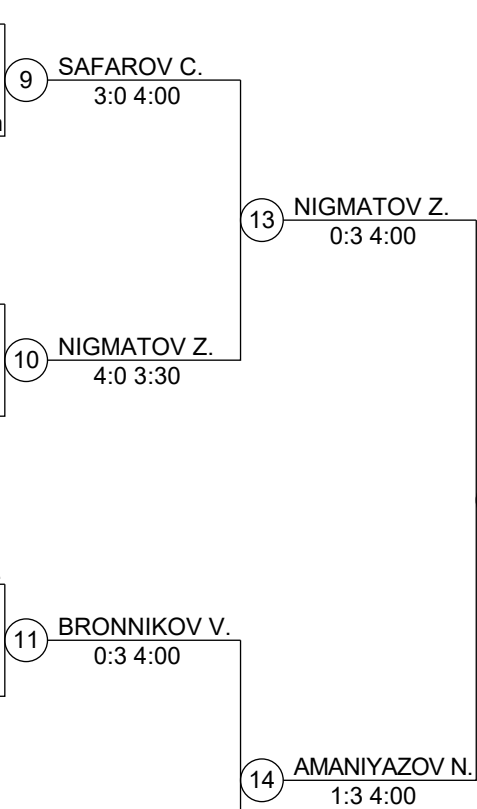 9 SAFAROV C.
3:0 4:00
13 NIGMATOV Z.
0:3 4:00
10 NIGMATOV Z.
4:0 3:30
11 BRONNIKOV V.
0:3 4:00
14 AMANIYAZOV N.
1:3 4:00